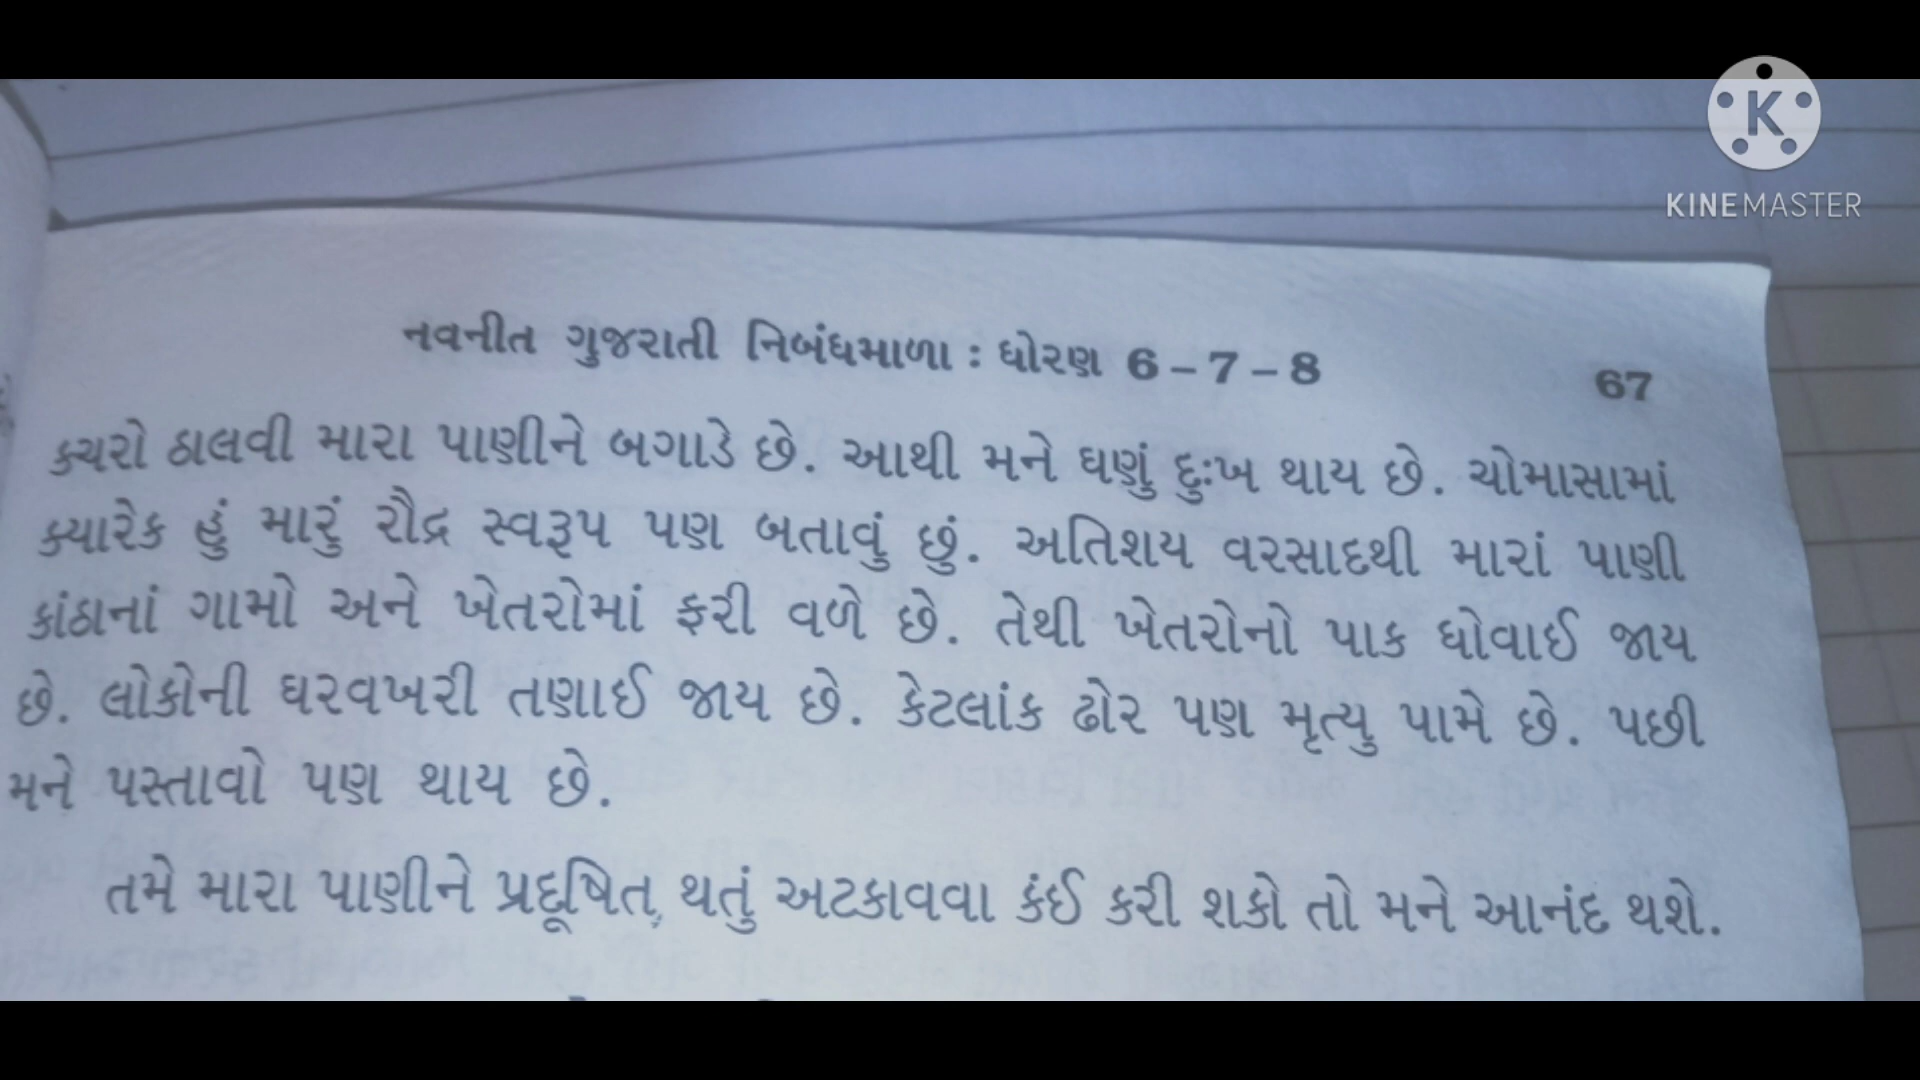 KINEMASTER
નવનીત ગુજરાતી નિબંધમાળા : ધોરણ 6 – 7 – 8 67
ક્ચરો ઠાલવી મારા પાણીને બગાડે છે. આથી મને ઘણું દુઃખ થાય છે. ચોમાસામાં
ક્યારેક હું મારું રૌદ્ર સ્વરૂપ પણ બતાવું છું. અતિશય વરસાદથી મારાં પાણી
કાંઠાનાં ગામો અને ખેતરોમાં ફરી વળે છે. તેથી ખેતરોનો પાક ધોવાઈ જાય
છે. લોકોની ઘરવખરી તણાઈ જાય છે. કેટલાંક ઢોર પણ મૃત્યુ પામે છે. પછી
મને પસ્તાવો પણ થાય છે.
તમે મારા પાણીને પ્રદૂષિત થતું અટકાવવા કંઈ કરી શકો તો મને આનંદ થશે.